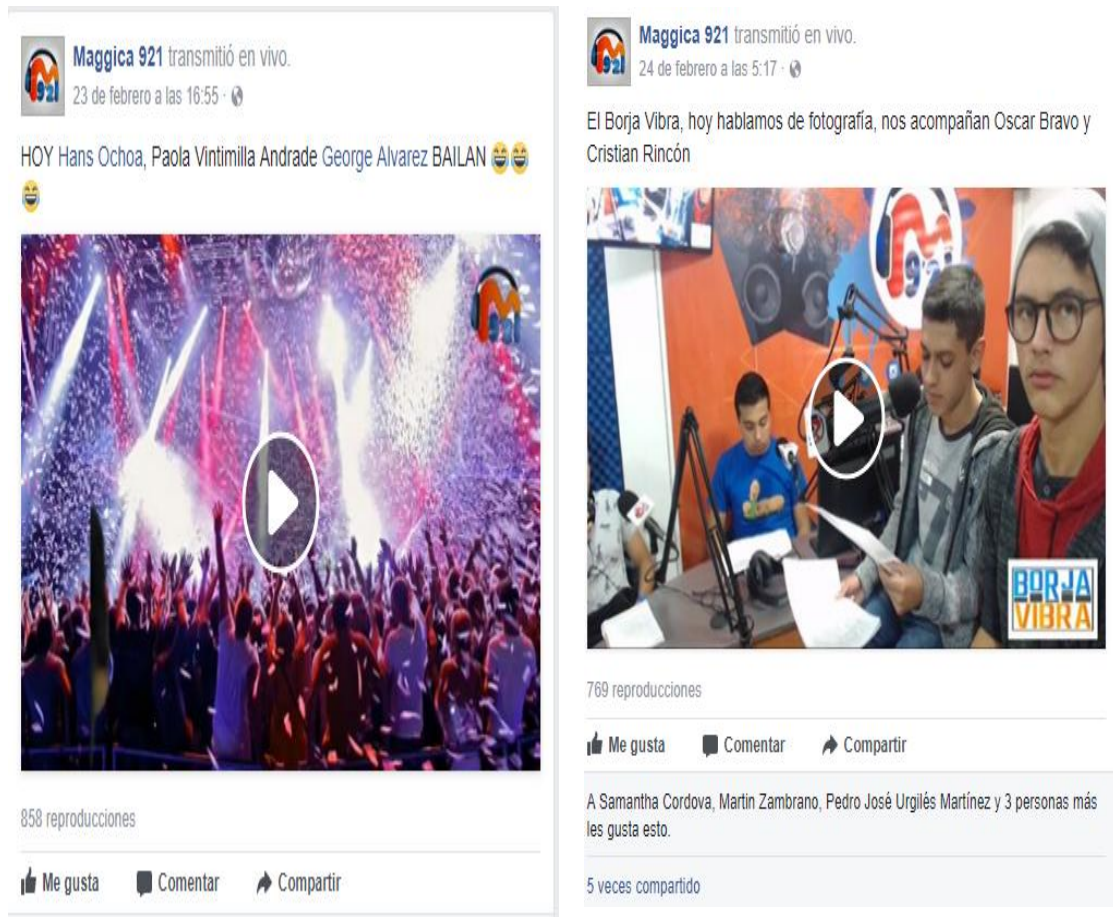 Maggica 921 transmitió en vivo.
23 de febrero a las 16:55 ·
HOY Hans Ochoa, Paola Vintimilla Andrade George Alvarez BAILAN 😄😄
😄
M
921
858 reproducciones
Me gusta Comentar Compartir
Maggica 921 transmitió en vivo.
24 de febrero a las 5:17 ·
El Borja Vibra, hoy hablamos de fotografía, nos acompañan Oscar Bravo y
Cristian Rincón
M
921
BORJA
VIBRA
769 reproducciones
Me gusta Comentar Compartir
A Samantha Cordova, Martin Zambrano, Pedro José Urgilés Martínez y 3 personas más
les gusta esto.
5 veces compartido